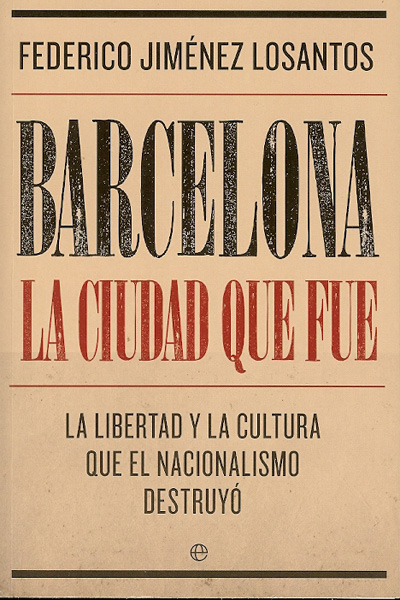 FEDERICO JIMÉNEZ LOSANTOS
BARCELONA
LA CIUDAD QUE FUE
LA LIBERTAD Y LA CULTURA
QUE EL NACIONALISMO
DESTRUYÓ
e